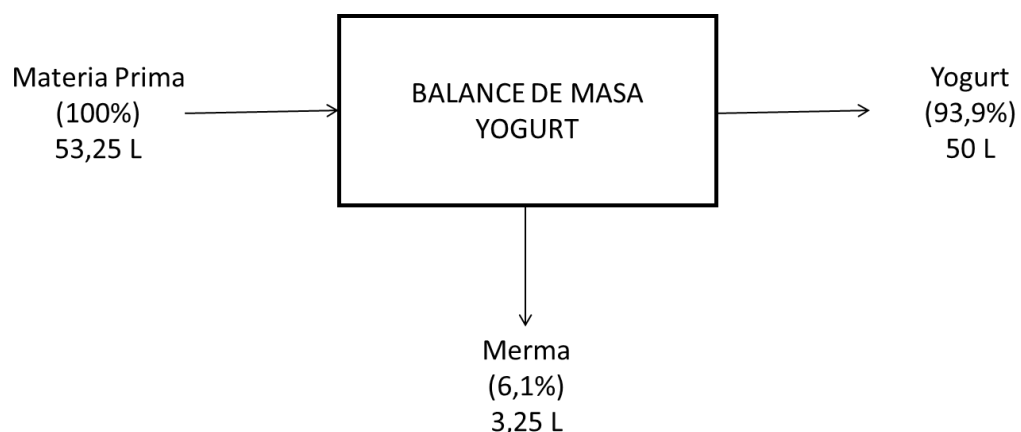 Materia Prima
(100%)
53,25 L
BALANCE DE MASA
YOGURT
Yogurt
(93,9%)
50 L
Merma
(6,1%)
3,25 L